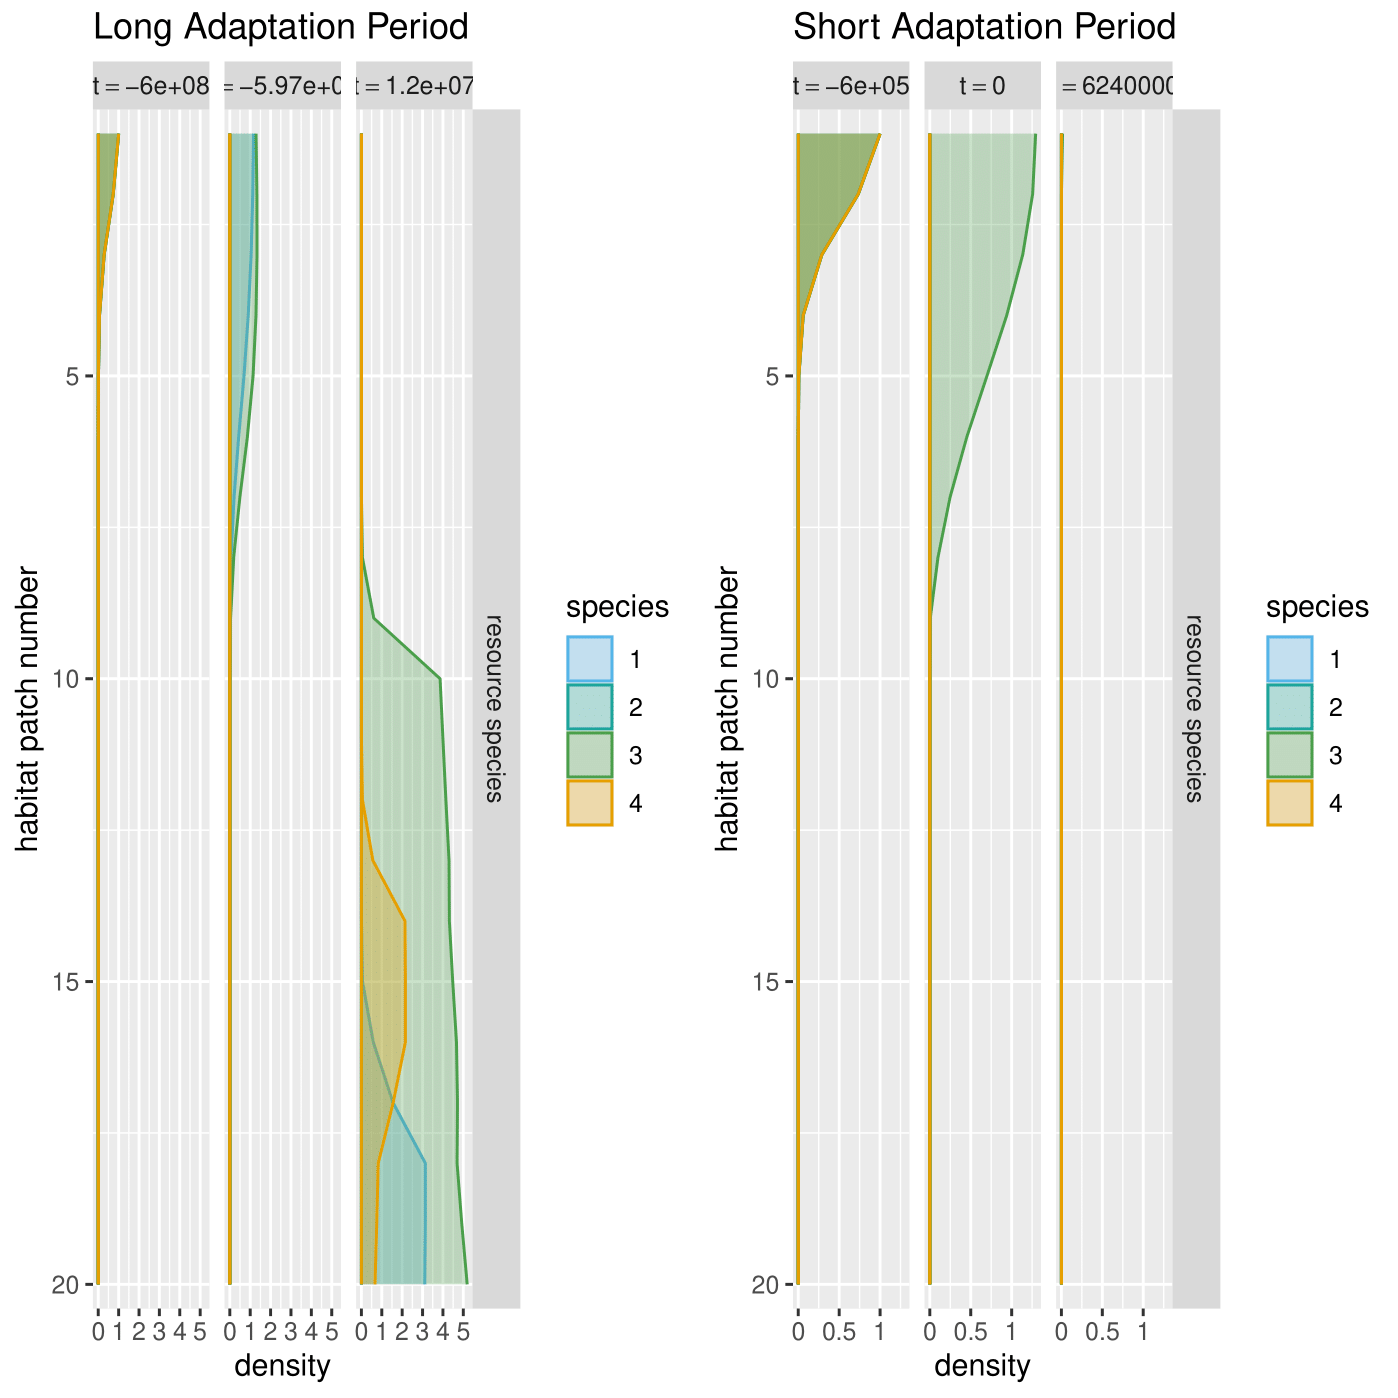 Long Adaptation Period
t = −6e+08
= −5.97e+0
t = 1.2e+07
5
10
15
20
habitat patch number
resource species
0 1 2 3 4 5
0 1 2 3 4 5
0 1 2 3 4 5
density
species
1
2
3
4
Short Adaptation Period
t = −6e+05
t = 0
= 6240000
5
10
15
20
habitat patch number
resource species
0 0.5 1
0 0.5 1
0 0.5 1
density
species
1
2
3
4